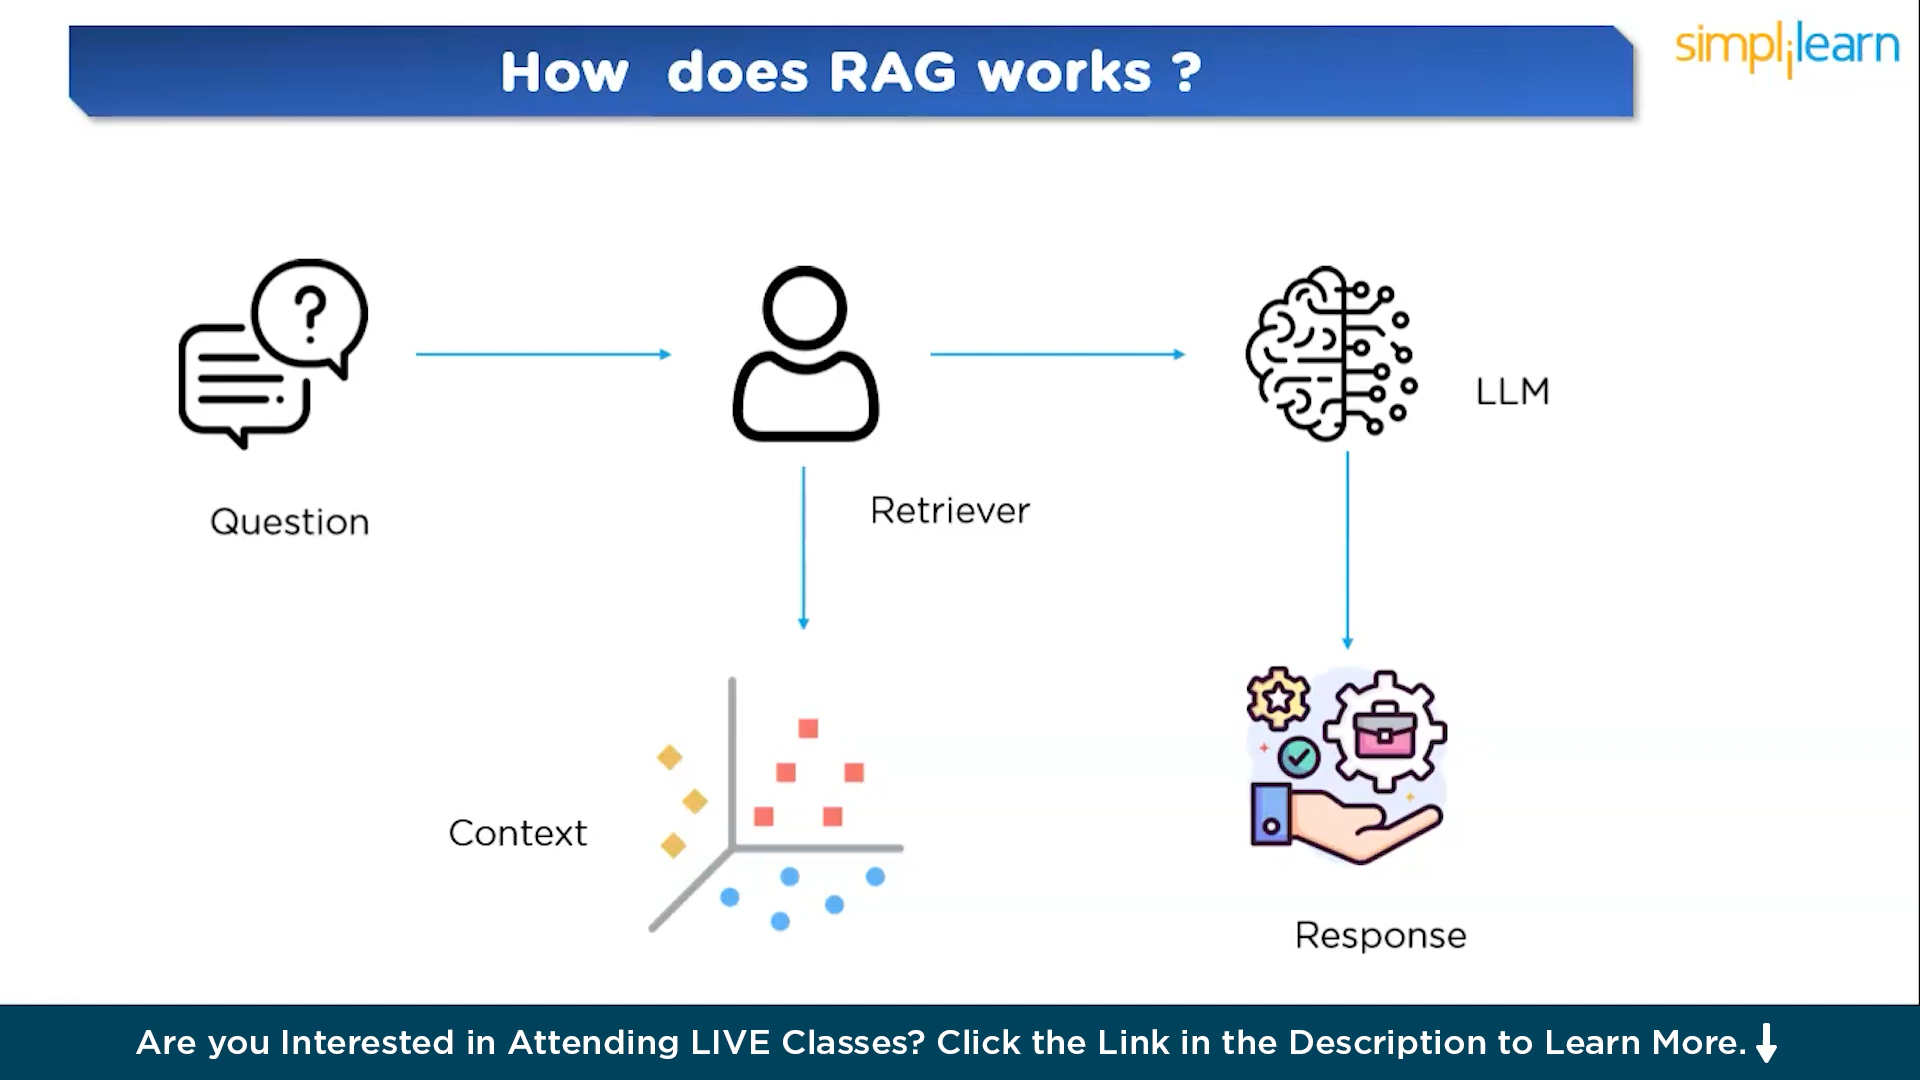 How does RAG works ?
simplilearn
?
LLM
Question
Retriever
Context
Response
Are you Interested in Attending LIVE Classes? Click the Link in the Description to Learn More.